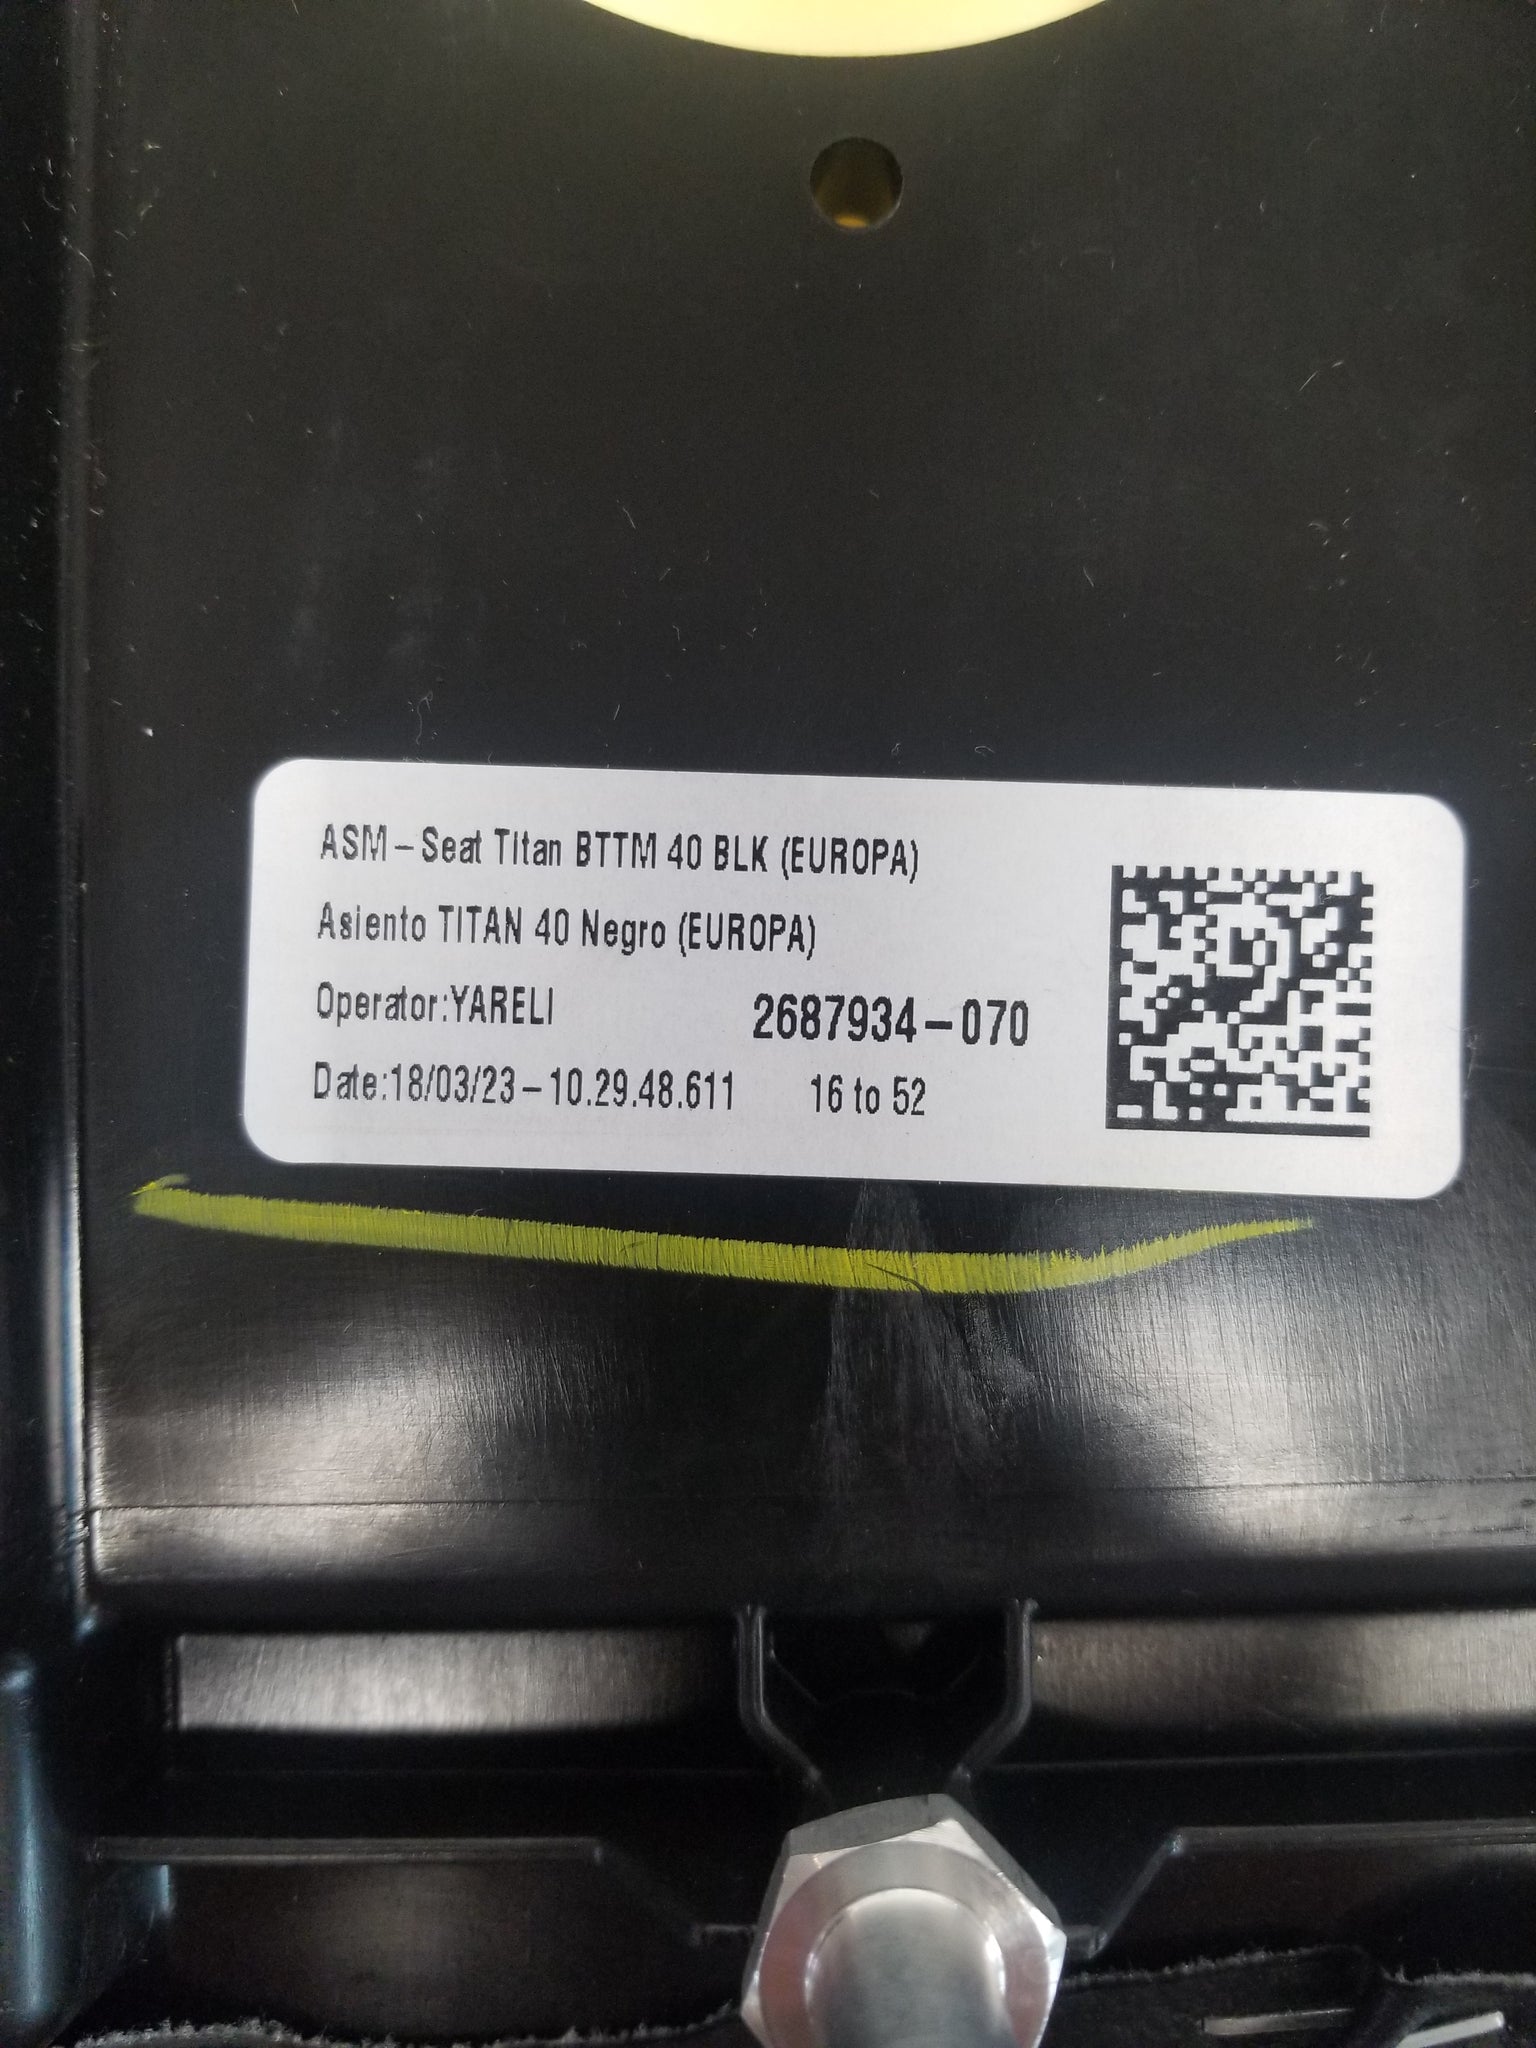 ASM-Seat Titan BTTM 40 BLK (EUROPA)
Asiento TITAN 40 Negro (EUROPA)
Operator:YARELI 2687934-070
Date:18/03/23-10.29.48.611 16 to 52